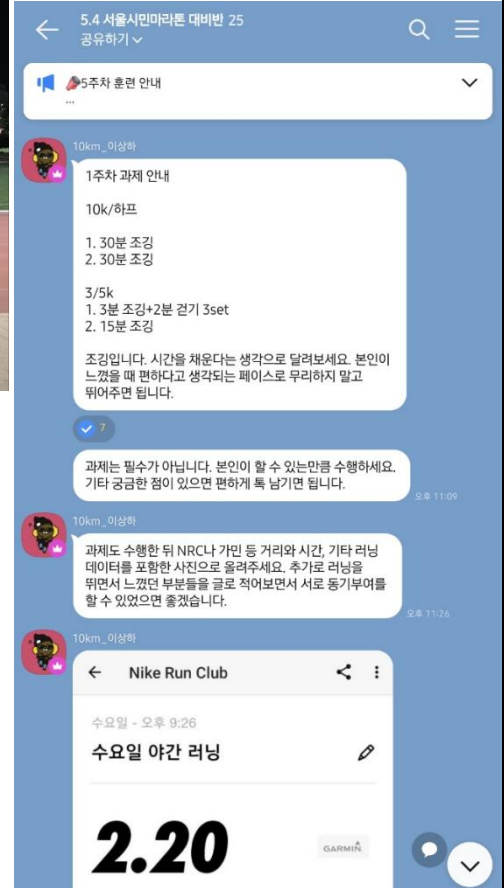 5.4 서울시민마라톤 대비반 25
공유하기
5주차 훈련 안내
...
10km_이상하
1주차 과제 안내
10k/하프
1. 30분 조깅
2. 30분 조깅
3/5k
1. 3분 조깅+2분 걷기 3set
2. 15분 조깅
조깅입니다. 시간을 채운다는 생각으로 달려보세요. 본인이
느꼈을 때 편하다고 생각되는 페이스로 무리하지 말고
뛰어주면 됩니다.
7
과제는 필수가 아닙니다. 본인이 할 수 있는만큼 수행하세요.
기타 궁금한 점이 있으면 편하게 톡 남기면 됩니다.
오후 11:09
10km_이상하
과제도 수행한 뒤 NRC나 가민 등 거리와 시간, 기타 러닝
데이터를 포함한 사진으로 올려주세요. 추가로 러닝을
뛰면서 느꼈던 부분들을 글로 적어보면서 서로 동기부여를
할 수 있었으면 좋겠습니다.
오후 11:26
10km_이상하
Nike Run Club
수요일 - 오후 9:26
수요일 야간 러닝
2.20
GARMIN